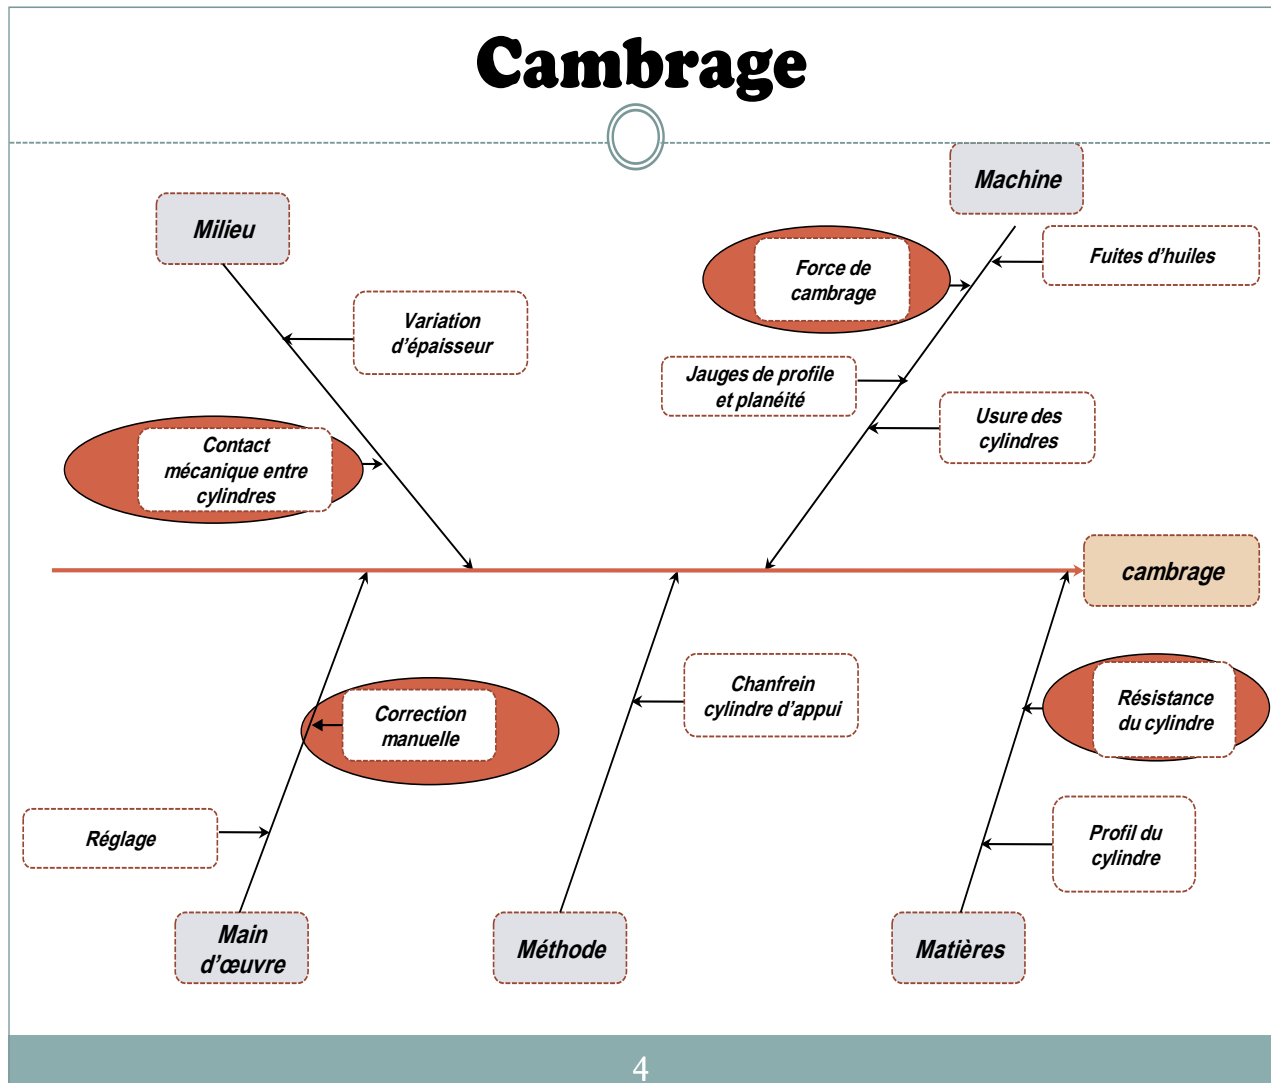 Cambrage
Machine
Milieu
Force de
cambrage
Fuites d'huiles
Variation
d'épaisseur
Jauges de profile
et planéité
Usure des
cylindres
Contact
mécanique entre
cylindres
cambrage
Chanfrein
cylindre d'appui
Résistance
du cylindre
Correction
manuelle
Réglage
Profil du
cylindre
Main
d'œuvre
Méthode
Matières
4